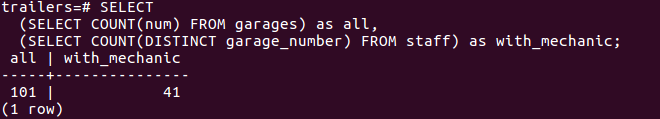 trailers=# SELECT
  (SELECT COUNT(num) FROM garages) as all,
  (SELECT COUNT(DISTINCT garage_number) FROM staff) as with_mechanic;
 all | with_mechanic
-----+---------------
 101 |            41
(1 row)